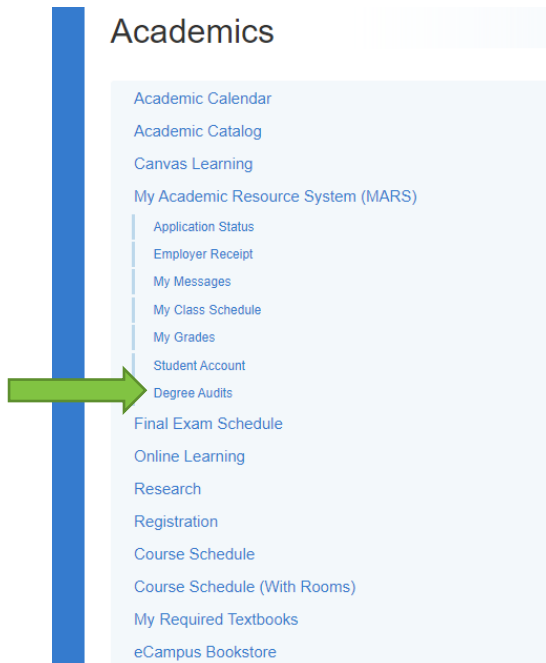 Academics
Academic Calendar
Academic Catalog
Canvas Learning
My Academic Resource System (MARS)
Application Status
Employer Receipt
My Messages
My Class Schedule
My Grades
Student Account
Degree Audits
Final Exam Schedule
Online Learning
Research
Registration
Course Schedule
Course Schedule (With Rooms)
My Required Textbooks
eCampus Bookstore